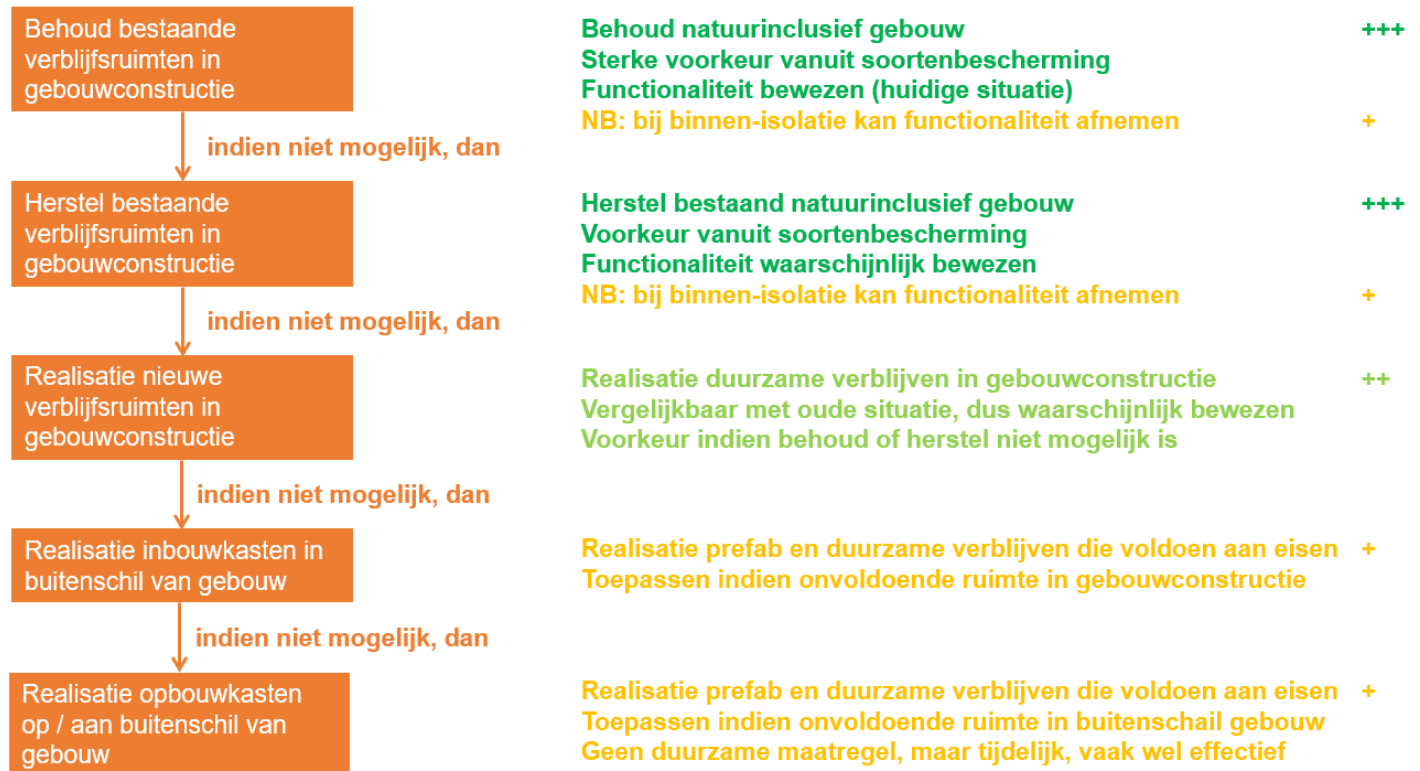 Behoud bestaande
verblijfsruimten in
gebouwconstructie
Behoud natuurinclusief gebouw +++
Sterke voorkeur vanuit soortenbescherming
Functionaliteit bewezen (huidige situatie)
NB: bij binnen-isolatie kan functionaliteit afnemen +
indien niet mogelijk, dan
Herstel bestaande
verblijfsruimten in
gebouwconstructie
Herstel bestaand natuurinclusief gebouw +++
Voorkeur vanuit soortenbescherming
Functionaliteit waarschijnlijk bewezen
NB: bij binnen-isolatie kan functionaliteit afnemen +
indien niet mogelijk, dan
Realisatie nieuwe
verblijfsruimten in
gebouwconstructie
Realisatie duurzame verblijven in gebouwconstructie ++
Vergelijkbaar met oude situatie, dus waarschijnlijk bewezen
Voorkeur indien behoud of herstel niet mogelijk is
indien niet mogelijk, dan
Realisatie inbouwkasten in
buitenschil van gebouw
Realisatie prefab en duurzame verblijven die voldoen aan eisen +
Toepassen indien onvoldoende ruimte in gebouwconstructie
indien niet mogelijk, dan
Realisatie opbouwkasten
op / aan buitenschil van
gebouw
Realisatie prefab en duurzame verblijven die voldoen aan eisen +
Toepassen indien onvoldoende ruimte in buitenschail gebouw
Geen duurzame maatregel, maar tijdelijk, vaak wel effectief